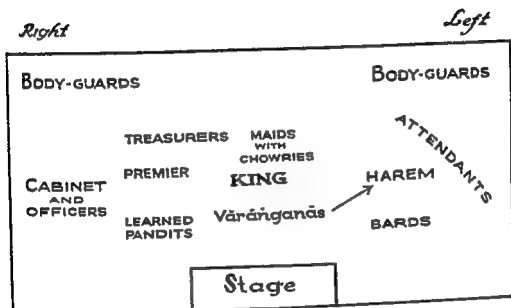 Right
Left
BODY-GUARDS
BODY-GUARDS
ATTENDANTS
TREASURERS
MAIDS
WITH
CHOWRIES
PREMIER
KING
HAREM
CABINET
AND
OFFICERS
LEARNED
PANDITS
Vārāṅganās
BARDS
Stage